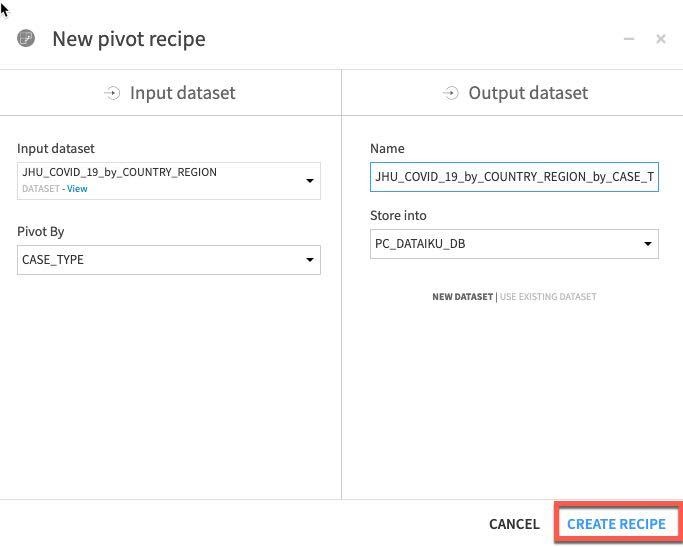 New pivot recipe
Input dataset
Output dataset
Input dataset
JHU_COVID_19_by_COUNTRY_REGION
DATASET - View
Pivot By
CASE_TYPE
Name
JHU_COVID_19_by_COUNTRY_REGION_by_CASE_T
Store into
PC_DATAIKU_DB
NEW DATASET | USE EXISTING DATASET
CANCEL
CREATE RECIPE